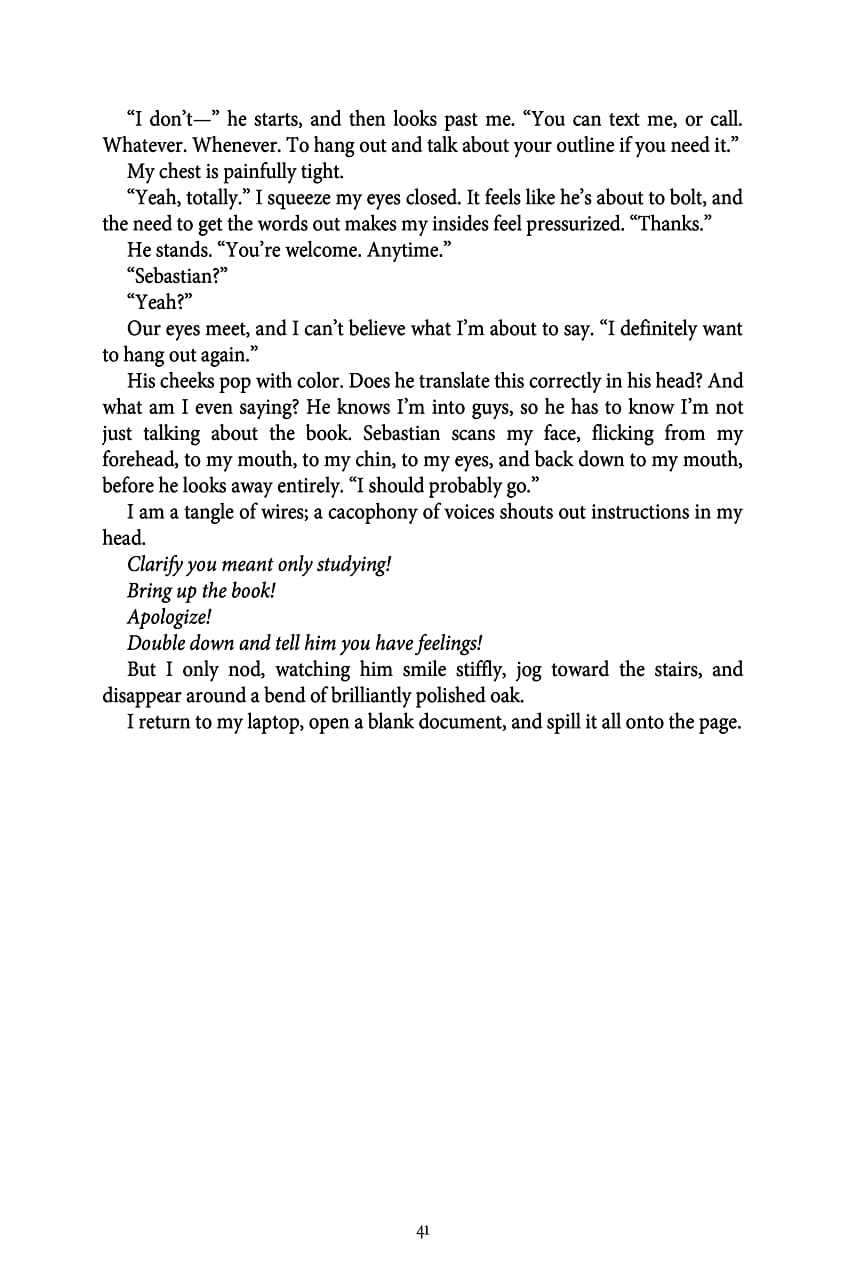 “I don’t—” he starts, and then looks past me. “You can text me, or call.
Whatever. Whenever. To hang out and talk about your outline if you need it.”
My chest is painfully tight.
“Yeah, totally.” I squeeze my eyes closed. It feels like he’s about to bolt, and
the need to get the words out makes my insides feel pressurized. “Thanks.”
He stands. “You’re welcome. Anytime.”
“Sebastian?”
“Yeah?”
Our eyes meet, and I can’t believe what I’m about to say. “I definitely want
to hang out again.”
His cheeks pop with color. Does he translate this correctly in his head? And
what am I even saying? He knows I’m into guys, so he has to know I’m not
just talking about the book. Sebastian scans my face, flicking from my
forehead, to my mouth, to my chin, to my eyes, and back down to my mouth,
before he looks away entirely. “I should probably go.”
I am a tangle of wires; a cacophony of voices shouts out instructions in my
head.
Clarify you meant only studying!
Bring up the book!
Apologize!
Double down and tell him you have feelings!
But I only nod, watching him smile stiffly, jog toward the stairs, and
disappear around a bend of brilliantly polished oak.
I return to my laptop, open a blank document, and spill it all onto the page.
41